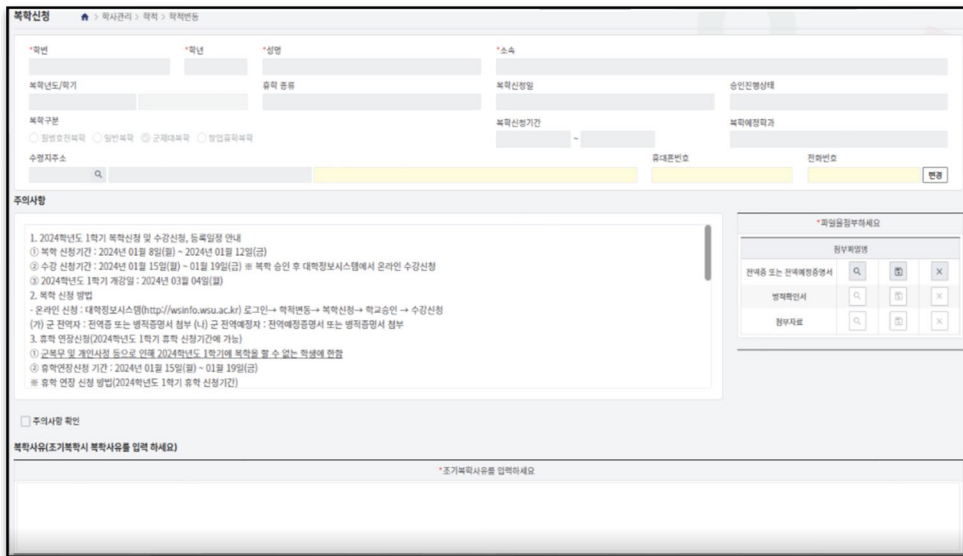 복학신청
> 학사관리 > 학적 > 학적변동
*학번
*학년
*성명
*소속
복학년도/학기
휴학 종류
복학신청일
승인진행상태
복학구분
질병호전복학 일반복학 군제대복학 창업휴학복학
복학신청기간
~
복학예정학과
수령지주소
휴대폰번호
전화번호
변경
주의사항
1. 2024학년도 1학기 복학신청 및 수강신청, 등록일정 안내
① 복학 신청기간 : 2024년 01월 8일(월) ~ 2024년 01월 12일(금)
② 수강 신청기간 : 2024년 01월 15일(월) ~ 01월 19일(금) ※ 복학 승인 후 대학정보시스템에서 온라인 수강신청
③ 2024학년도 1학기 개강일 : 2024년 03월 04일(월)
2. 복학 신청 방법
- 온라인 신청 : 대학정보시스템(http://wsinfo.wsu.ac.kr) 로그인→ 학적변동→ 복학신청→ 학교승인 → 수강신청
(가) 군 전역자 : 전역증 또는 병적증명서 첨부 (나) 군 전역예정자 : 전역예정증명서 또는 병적증명서 첨부
3. 휴학 연장신청(2024학년도 1학기 휴학 신청기간에 가능)
① 군복무 및 개인사정 등으로 인해 2024학년도 1학기에 복학을 할 수 없는 학생에 한함
② 휴학연장신청 기간 : 2024년 01월 15일(월) ~ 01월 19일(금)
※ 휴학 연장 신청 방법(2024학년도 1학기 휴학 신청기간)
*파일을첨부하세요
첨부파일명
전역증 또는 전역예정증명서
병적확인서
첨부자료
주의사항 확인
복학사유(조기복학시 복학사유를 입력 하세요)
*조기복학사유를 입력하세요